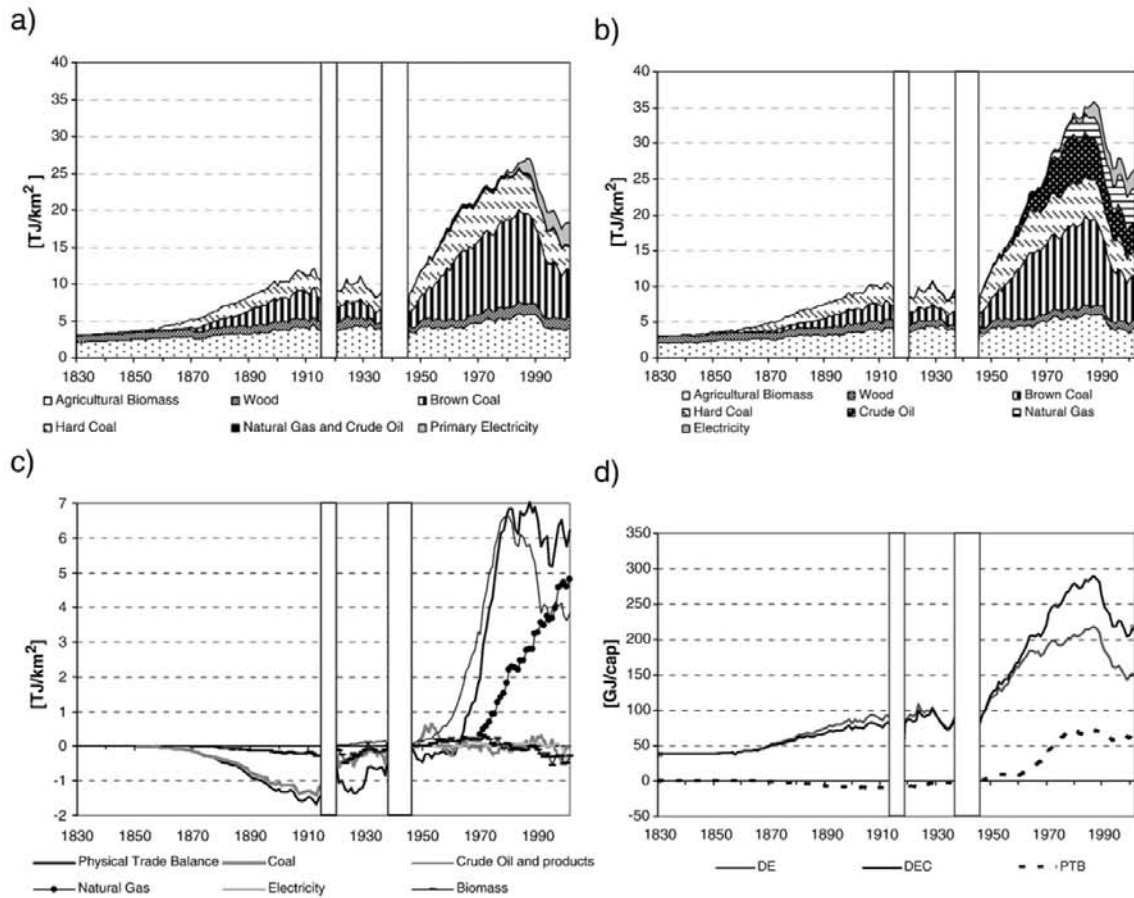 a)
40
35
30
25
20
15
10
5
0
[TJ/km²]
1830 1850 1870 1890 1910 1930 1950 1970 1990
Agricultural Biomass Wood Brown Coal
Hard Coal Natural Gas and Crude Oil Primary Electricity
b)
40
35
30
25
20
15
10
5
0
[TJ/km²]
1830 1850 1870 1890 1910 1930 1950 1970 1990
Agricultural Biomass Wood Brown Coal
Hard Coal Crude Oil Natural Gas
Electricity
c)
7
6
5
4
3
2
1
0
-1
-2
[TJ/km²]
1830 1850 1870 1890 1910 1930 1950 1970 1990
Physical Trade Balance Coal Crude Oil and products
Natural Gas Electricity Biomass
d)
350
300
250
200
150
100
50
0
-50
[GJ/cap]
1830 1850 1870 1890 1910 1930 1950 1970 1990
DE DEC PTB